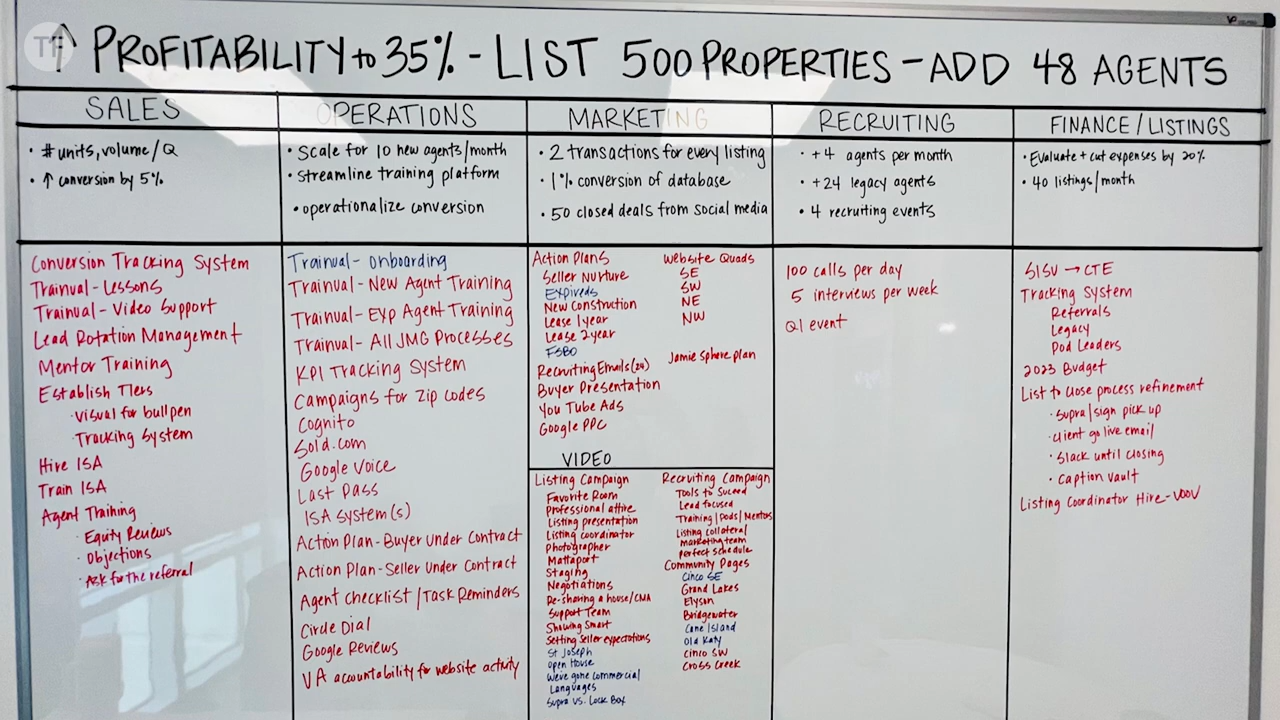 TF
↑ PROFITABILITY to 35% - LIST 500 PROPERTIES - ADD 48 AGENTS
SALES
• # units, volume / Q
• ↑ conversion by 5%
Conversion Tracking System
Trainual - Lessons
Trainual - Video Support
Lead Rotation Management
Mentor Training
Establish Tiers
· Visual for bullpen
· Tracking System
Hire ISA
Train ISA
Agent Training
· Equity Reviews
· Objections
· Ask for the referral
OPERATIONS
• Scale for 10 new agents/month
• Streamline training platform
• operationalize conversion
Trainual - Onboarding
Trainual - New Agent Training
Trainual - Exp Agent Training
Trainual - All JMG Processes
KPI Tracking System
Campaigns for Zip codes
Cognito
Sold.com
Google Voice
Last Pass
ISA System(s)
Action Plan - Buyer Under Contract
Action Plan - Seller Under Contract
Agent Checklist / Task Reminders
Circle Dial
Google Reviews
VA accountability for website activity
MARKETING
• 2 transactions for every listing
• 1% conversion of database
• 50 closed deals from social media
Action Plans
Seller Nurture
Expireds
New Construction
Lease 1 year
Lease 2 year
FSBO
Recruiting Emails (24)
Buyer Presentation
You Tube Ads
Google PPC
Website Quads
SE
SW
NE
NW
Jamie Sphere plan
VIDEO
Listing Campaign
Favorite Room
Professional attire
Listing presentation
Listing coordinator
Photographer
Mattaport
Staging
Negotiations
Re-sharing a house/CMA
Support Team
Showing Smart
Setting Seller expectations
St Joseph
Open House
We've gone commercial
Languages
Supra vs. Lock Box
Recruiting Campaign
Tools to Succeed
Lead focused
Training / Pods / Mentors
Listing collateral
marketing team
perfect schedule
Community Pages
Cinco SE
Grand Lakes
Elyson
Bridgewater
Cane Island
Old Katy
Cinco SW
Cross Creek
RECRUITING
• +4 agents per month
• +24 legacy agents
• 4 recruiting events
100 calls per day
5 interviews per week
Q1 event
FINANCE / LISTINGS
• Evaluate + cut expenses by 20%
• 40 listings/month
SISU → CTE
Tracking System
Referrals
Legacy
Pod Leaders
2023 Budget
List to Close process refinement
· Supra/sign pick up
· client go live email
· Slack until closing
· caption vault
Listing Coordinator Hire -